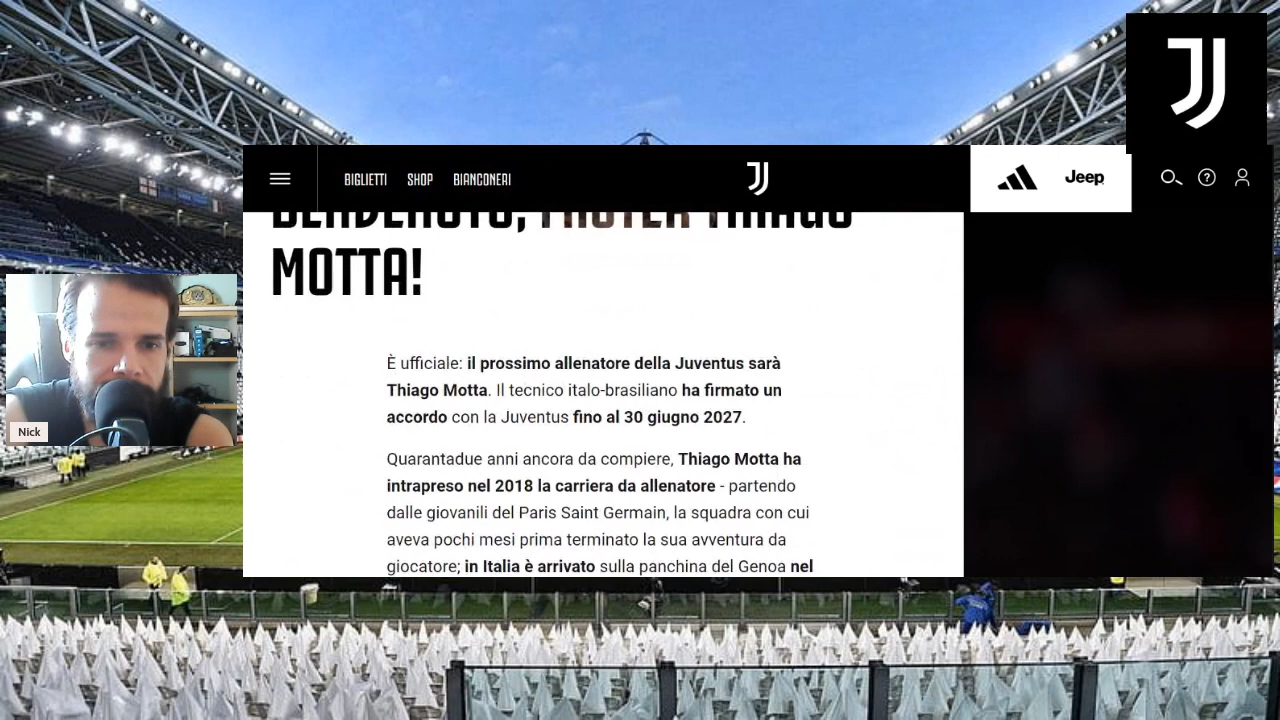 BIGLIETTI SHOP BIANCONERI
Jeep
BENVENUTO, MISTER THIAGO
MOTTA!
È ufficiale: il prossimo allenatore della Juventus sarà
Thiago Motta. Il tecnico italo-brasiliano ha firmato un
accordo con la Juventus fino al 30 giugno 2027.
Quarantadue anni ancora da compiere, Thiago Motta ha
intrapreso nel 2018 la carriera da allenatore - partendo
dalle giovanili del Paris Saint Germain, la squadra con cui
aveva pochi mesi prima terminato la sua avventura da
giocatore; in Italia è arrivato sulla panchina del Genoa nel
Nick